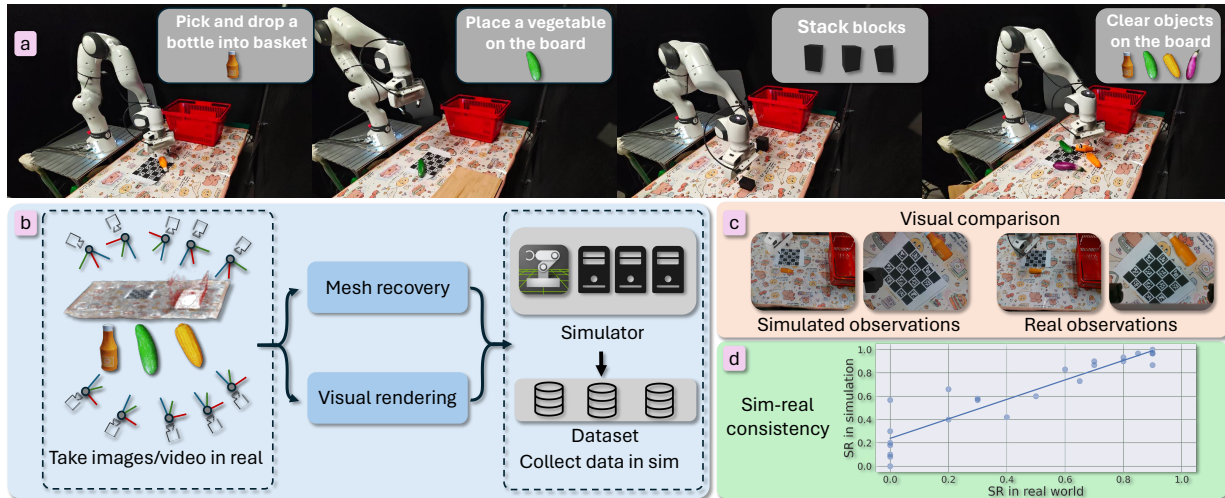 a
Pick and drop a
bottle into basket
Place a vegetable
on the board
Stack blocks
Clear objects
on the board
b
Take images/video in real
Mesh recovery
Visual rendering
Simulator
Dataset
Collect data in sim
c
Visual comparison
Simulated observations
Real observations
d
Sim-real
consistency
SR in simulation
1.0
0.8
0.6
0.4
0.2
0.0
0.0
0.2
0.4
0.6
0.8
1.0
SR in real world